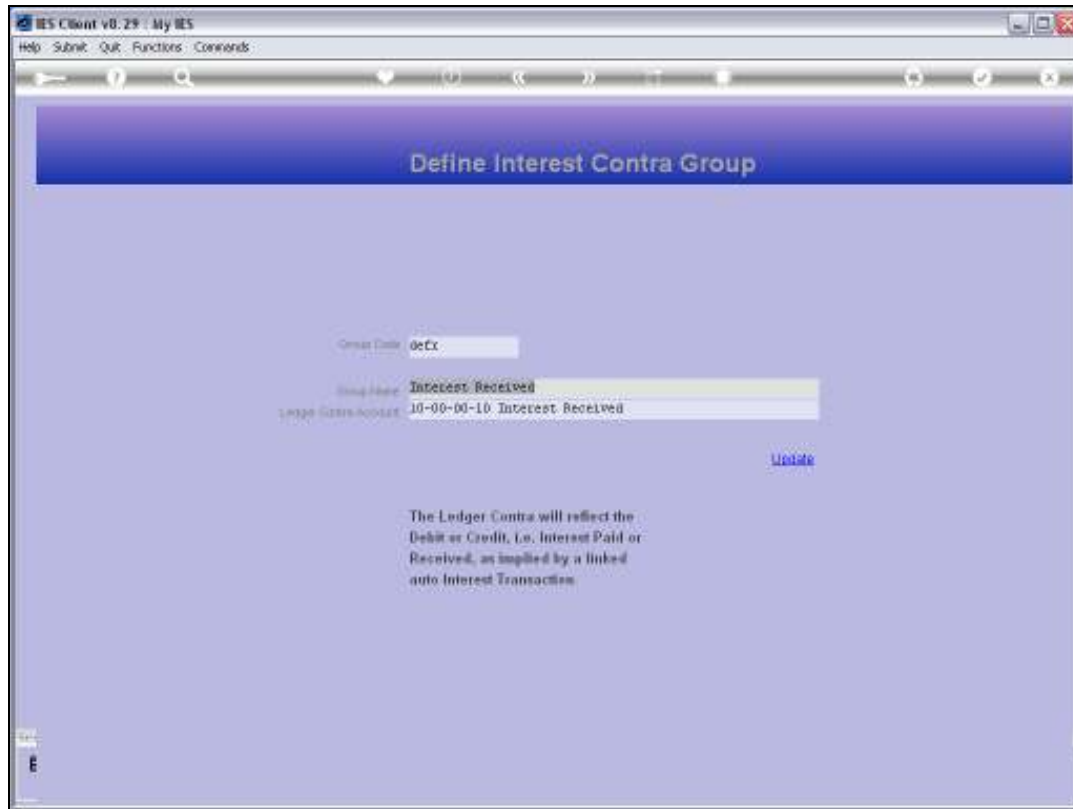 IES Client v8.29 : My IES
Help Submit Quit Functions Commands
Define Interest Contra Group
Group Code defx
Group Name Interest Received
Ledger Contra Account 10-00-00-10 Interest Received
Update
The Ledger Contra will reflect the
Debit or Credit, i.e. Interest Paid or
Received, as implied by a linked
auto Interest Transaction